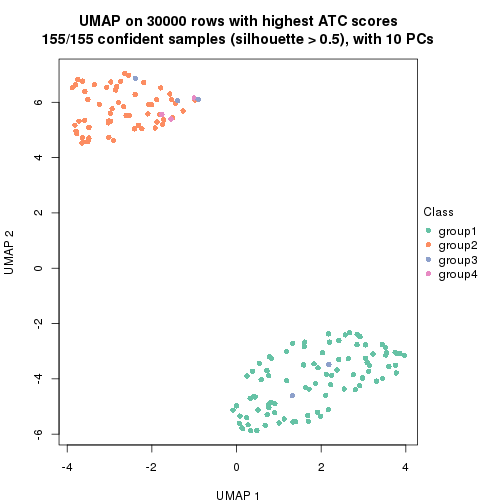 UMAP on 30000 rows with highest ATC scores
155/155 confident samples (silhouette > 0.5), with 10 PCs
6
4
2
0
-2
-4
-6
UMAP 2
-4
-2
0
2
4
UMAP 1
Class
group1
group2
group3
group4